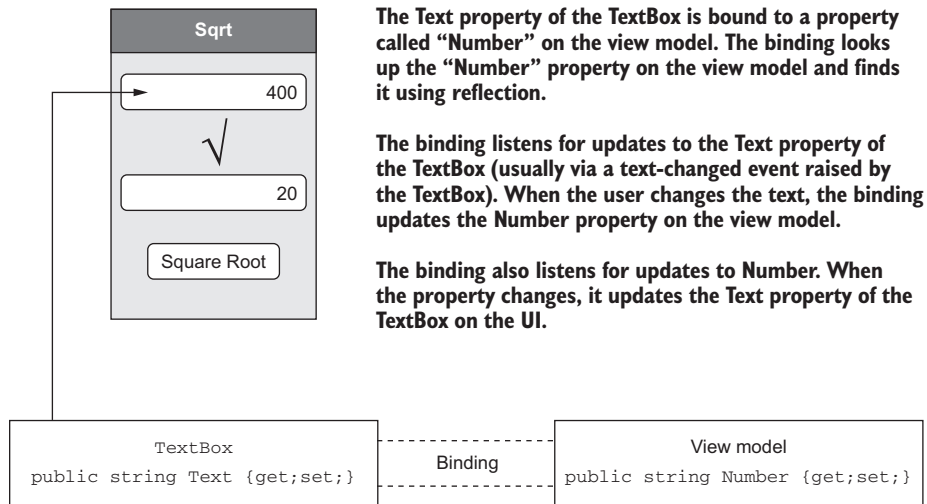 Sqrt
400
√
20
Square Root
The Text property of the TextBox is bound to a property
called “Number” on the view model. The binding looks
up the “Number” property on the view model and finds
it using reflection.
The binding listens for updates to the Text property of
the TextBox (usually via a text-changed event raised by
the TextBox). When the user changes the text, the binding
updates the Number property on the view model.
The binding also listens for updates to Number. When
the property changes, it updates the Text property of the
TextBox on the UI.
TextBox
public string Text {get;set;}
Binding
View model
public string Number {get;set;}